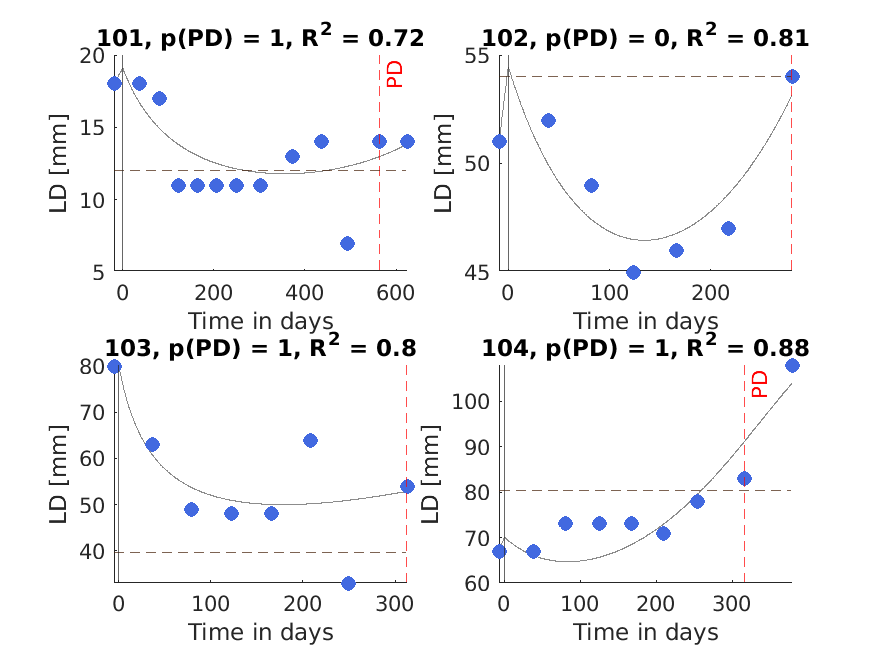 101, p(PD) = 1, R² = 0.72
20
15
10
5
LD [mm]
PD
0
200
400
600
Time in days
102, p(PD) = 0, R² = 0.81
55
50
45
LD [mm]
0
100
200
Time in days
103, p(PD) = 1, R² = 0.8
80
70
60
50
40
LD [mm]
0
100
200
300
Time in days
104, p(PD) = 1, R² = 0.88
100
90
80
70
60
LD [mm]
PD
0
100
200
300
Time in days